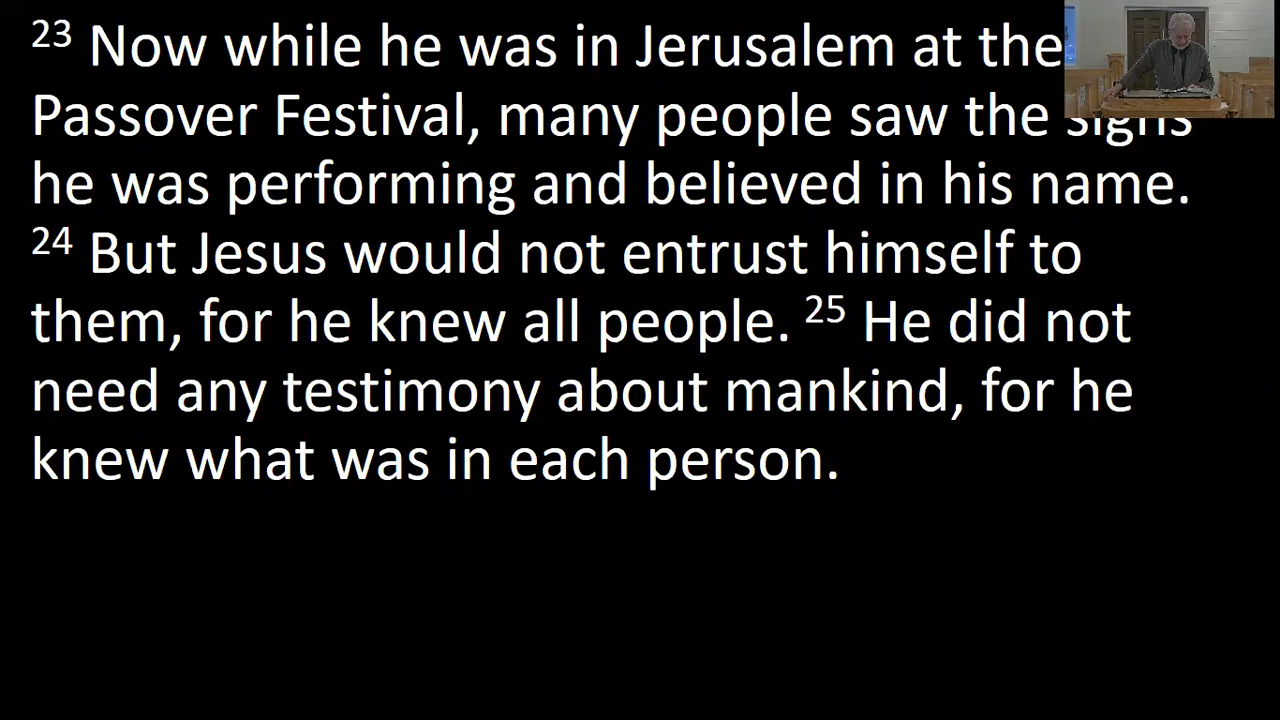 23 Now while he was in Jerusalem at the
Passover Festival, many people saw the signs
he was performing and believed in his name.
24 But Jesus would not entrust himself to
them, for he knew all people. 25 He did not
need any testimony about mankind, for he
knew what was in each person.